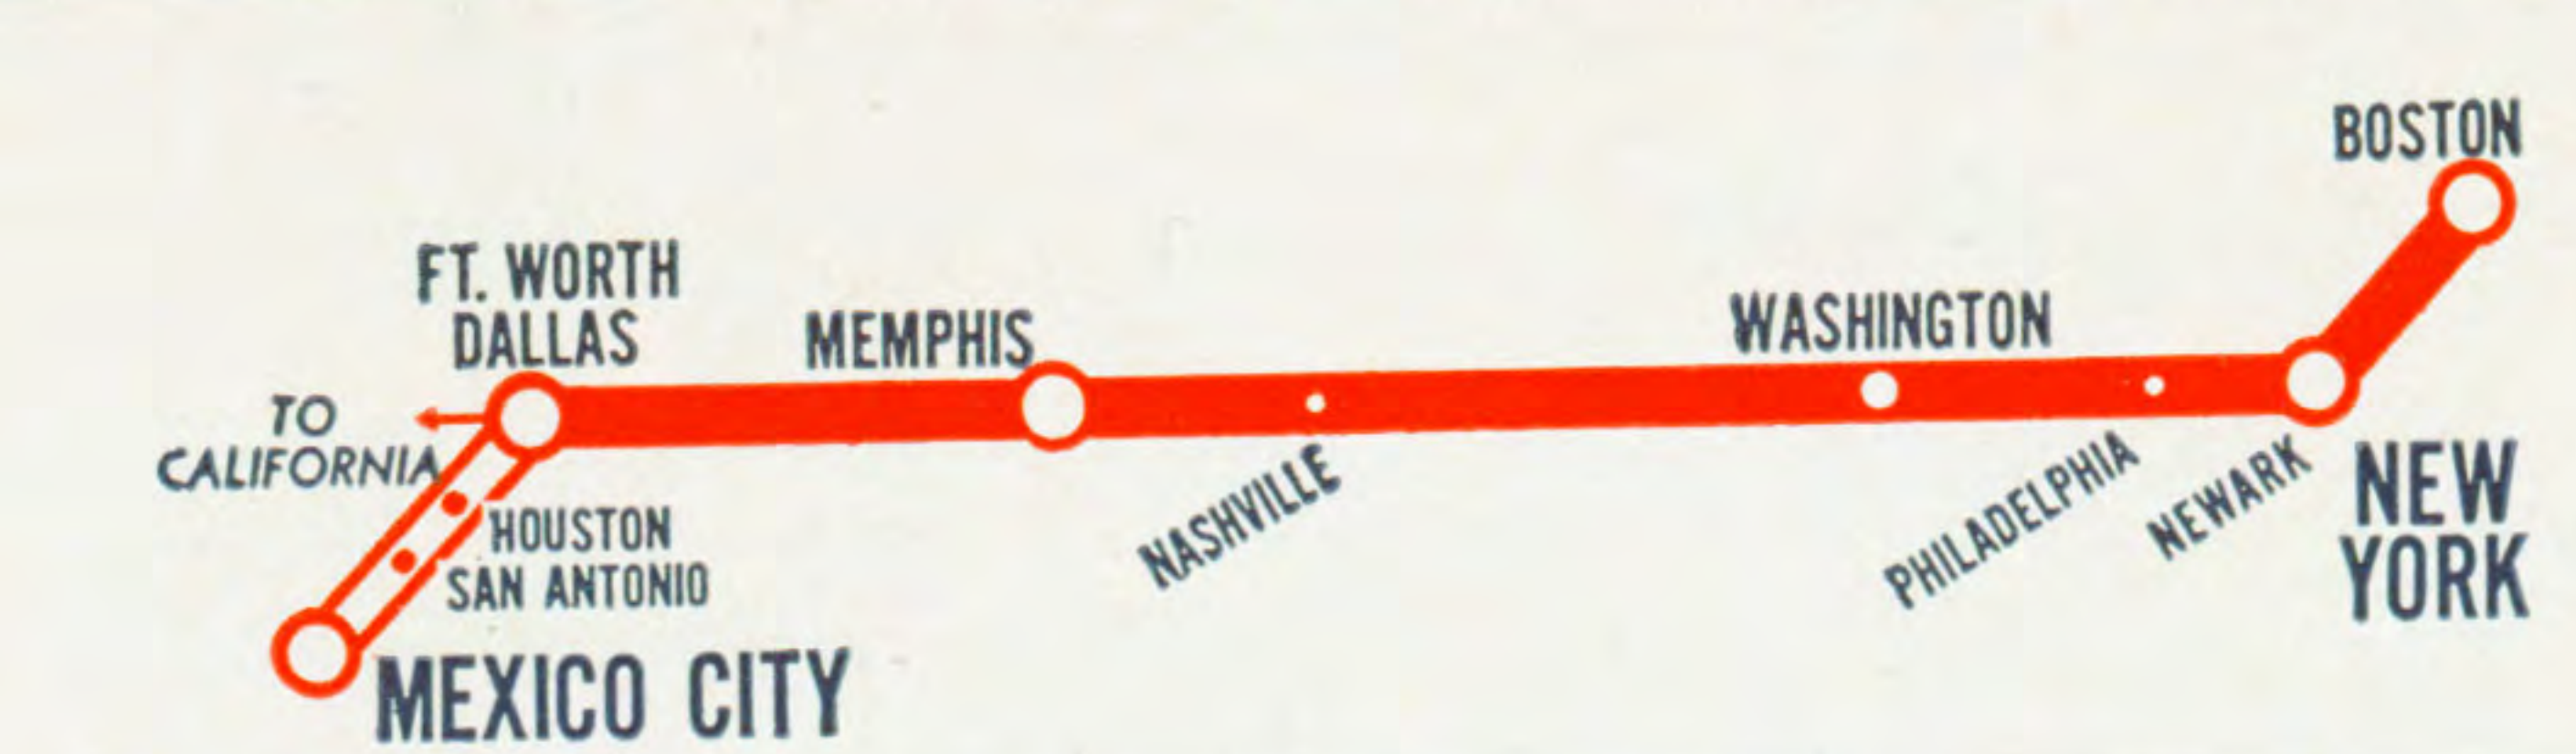 BOSTON
FT. WORTH
DALLAS
MEMPHIS
WASHINGTON
TO
CALIFORNIA
NASHVILLE
PHILADELPHIA
NEWARK
NEW
YORK
HOUSTON
SAN ANTONIO
MEXICO CITY